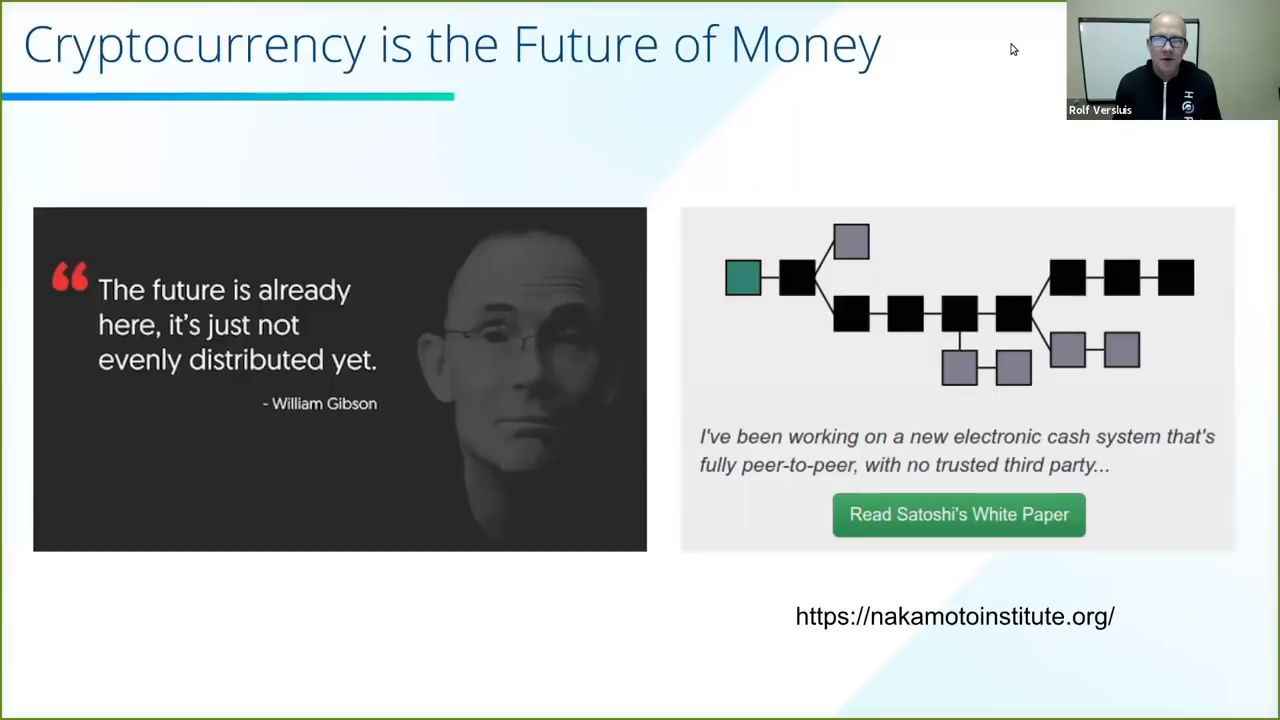 Cryptocurrency is the Future of Money
Rolf Versluis
“ The future is already
here, it’s just not
evenly distributed yet.
- William Gibson
I've been working on a new electronic cash system that's
fully peer-to-peer, with no trusted third party...
Read Satoshi's White Paper
https://nakamotoinstitute.org/